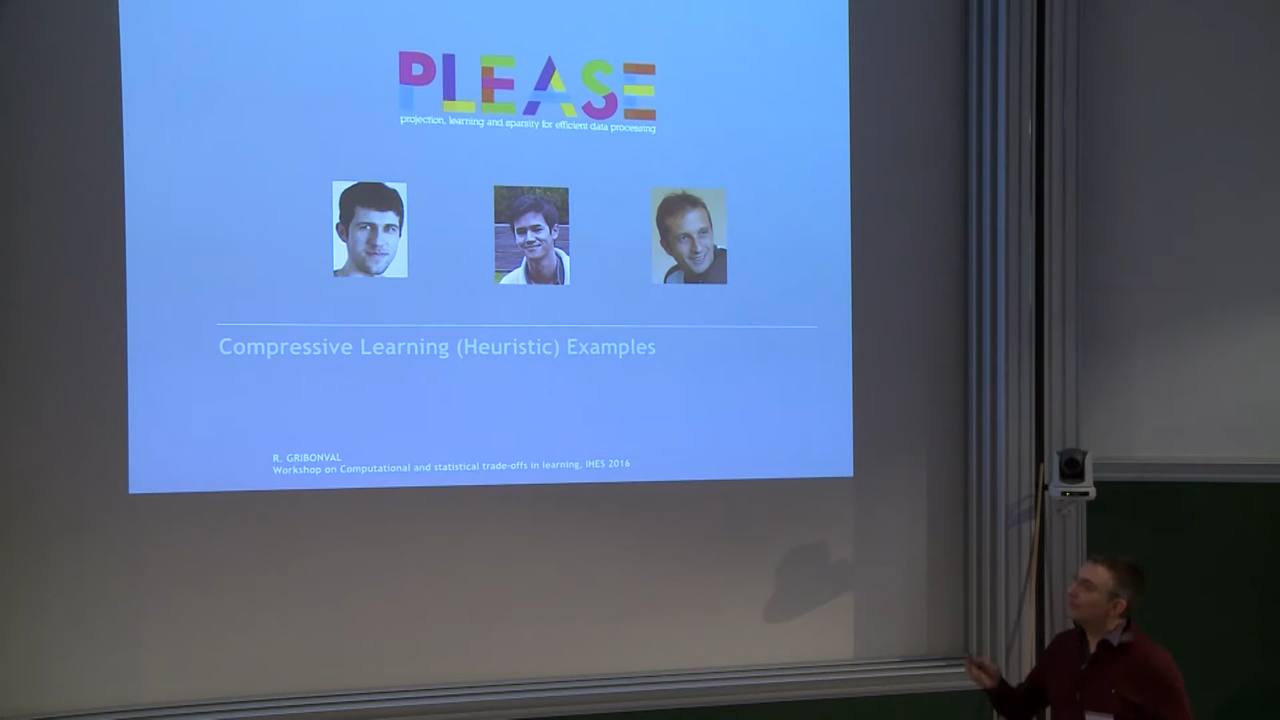 PLEASE
projection, learning and sparsity for efficient data processing
Compressive Learning (Heuristic) Examples
R. GRIBONVAL
Workshop on Computational and statistical trade-offs in learning, IHES 2016